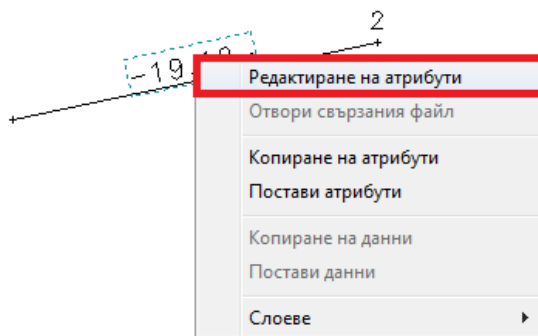 2
-19.
Редактиране на атрибути
Отвори свързания файл
Копиране на атрибути
Постави атрибути
Копиране на данни
Постави данни
Слоеве